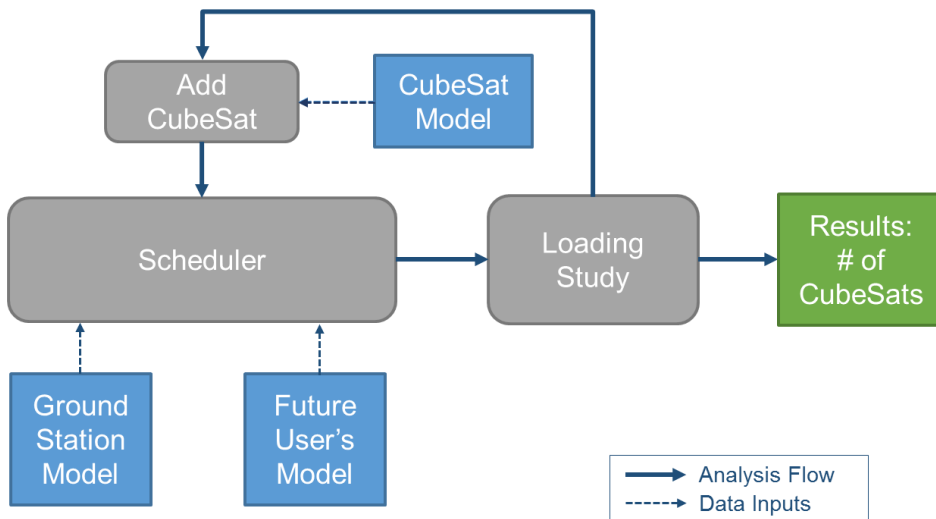 Add
CubeSat
CubeSat
Model
Scheduler
Loading
Study
Results:
# of
CubeSats
Ground
Station
Model
Future
User's
Model
Analysis Flow
Data Inputs